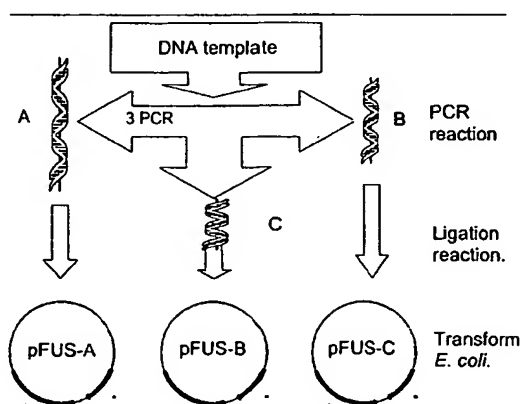 DNA template
A
3 PCR
B
PCR
reaction
C
Ligation
reaction.
pFUS-A
pFUS-B
pFUS-C
Transform
E. coli.